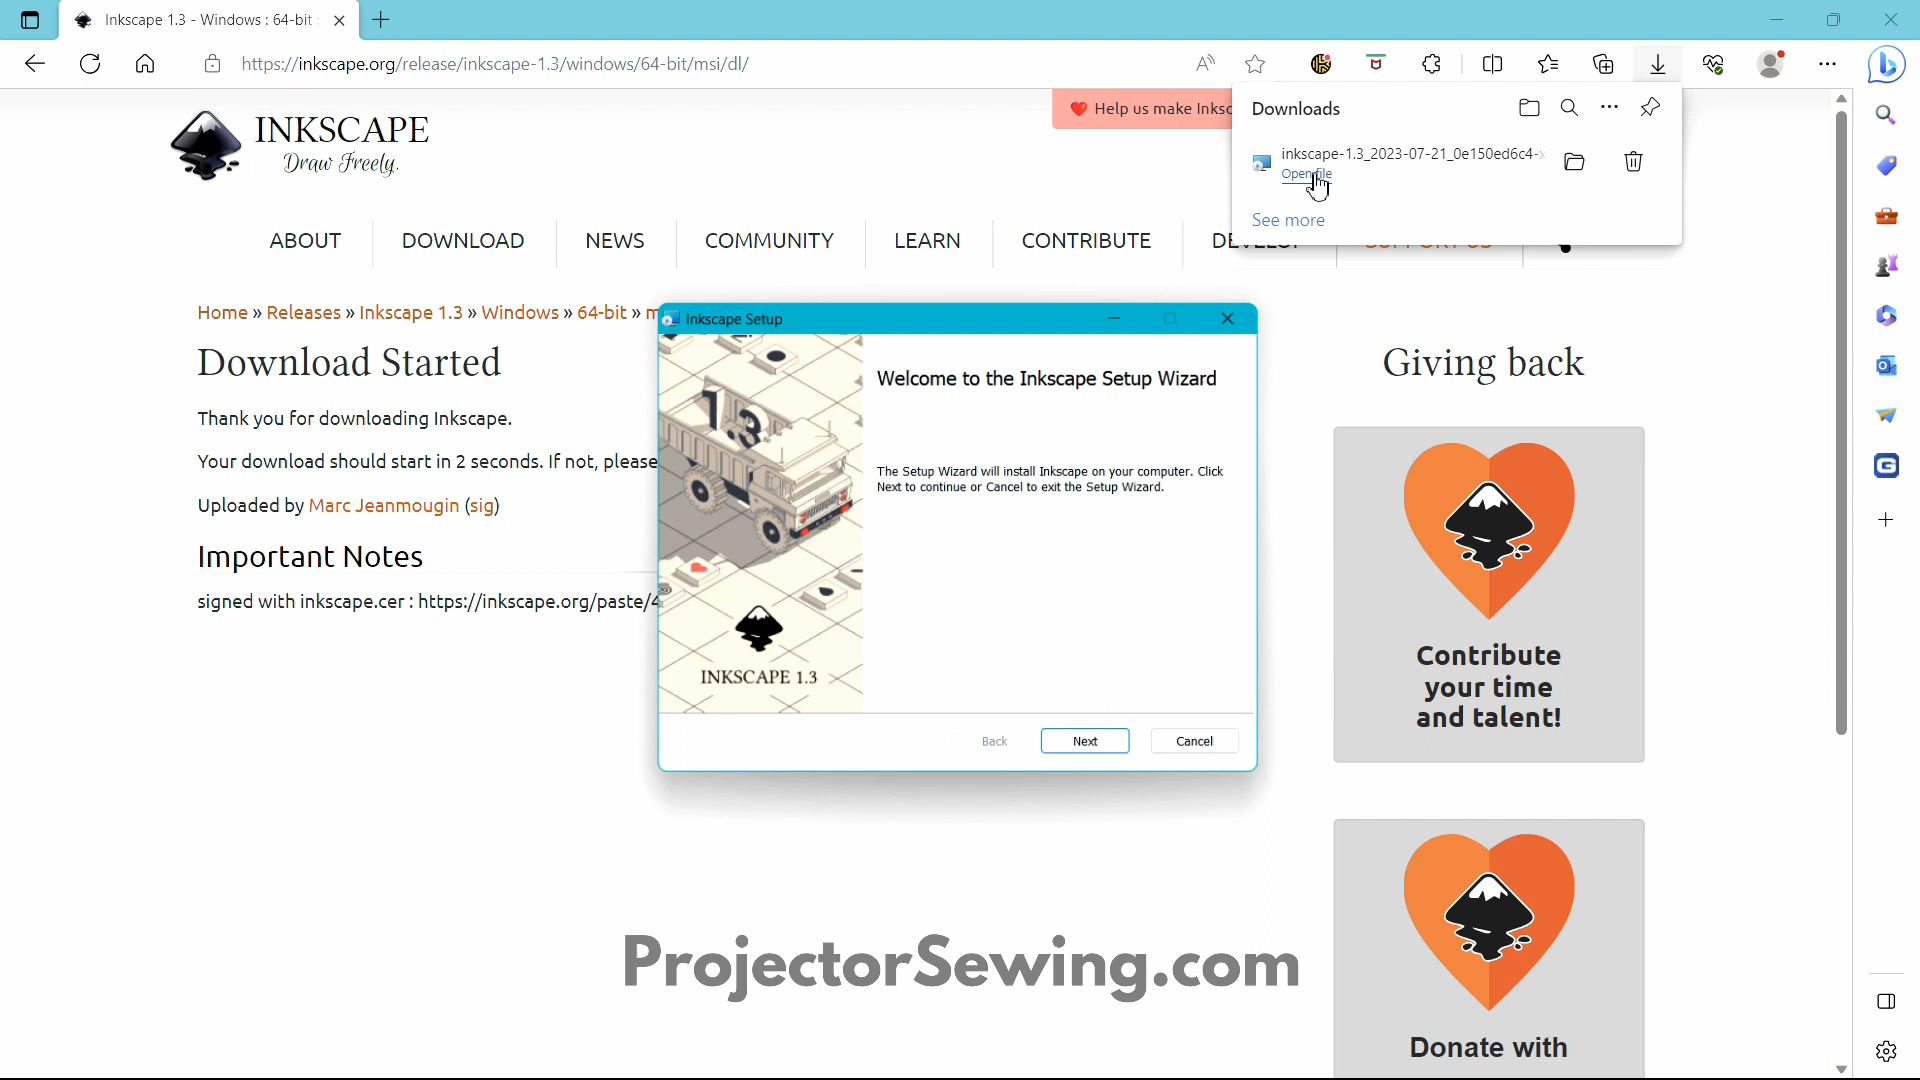 Inkscape 1.3 - Windows : 64-bit
https://inkscape.org/release/inkscape-1.3/windows/64-bit/msi/dl/
INKSCAPE
Draw Freely.
Help us make Inksc
Downloads
inkscape-1.3_2023-07-21_0e150ed6c4-x
Open file
See more
ABOUT
DOWNLOAD
NEWS
COMMUNITY
LEARN
CONTRIBUTE
DEVELOP
SUPPORT US
Home » Releases » Inkscape 1.3 » Windows » 64-bit » m
Download Started
Thank you for downloading Inkscape.
Your download should start in 2 seconds. If not, please
Uploaded by Marc Jeanmougin (sig)
Important Notes
signed with inkscape.cer : https://inkscape.org/paste/4
Inkscape Setup
1.3
INKSCAPE 1.3
Welcome to the Inkscape Setup Wizard
The Setup Wizard will install Inkscape on your computer. Click
Next to continue or Cancel to exit the Setup Wizard.
Back
Next
Cancel
Giving back
Contribute
your time
and talent!
Donate with
ProjectorSewing.com